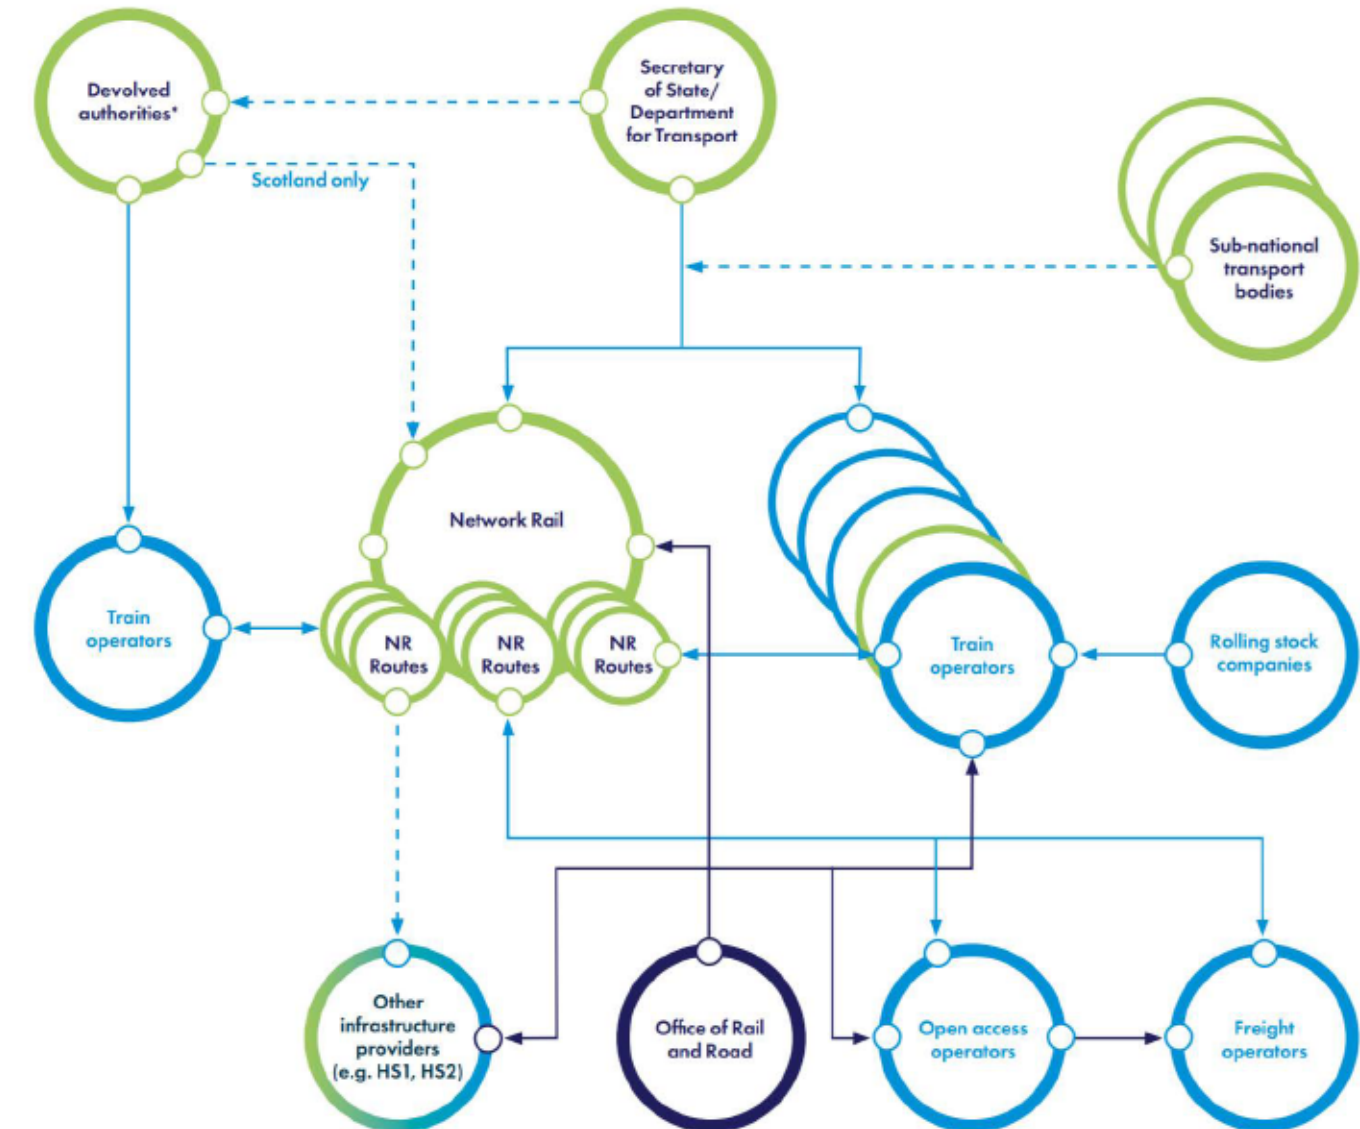 Devolved
authorities*
Secretary
of State/
Department
for Transport
Scotland only
Sub-national
transport
bodies
Network Rail
Train
operators
NR
Routes
NR
Routes
NR
Routes
Train
operators
Rolling stock
companies
Other
infrastructure
providers
(e.g. HS1, HS2)
Office of Rail
and Road
Open access
operators
Freight
operators